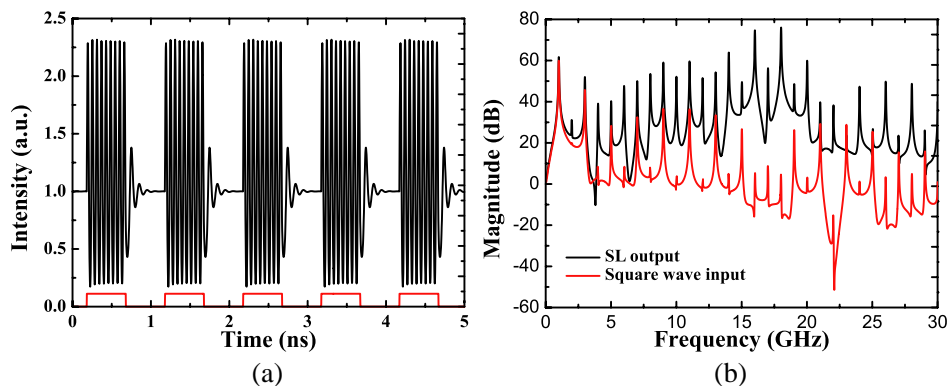 2.5
2.0
1.5
1.0
0.5
0.0
Intensity (a.u.)
0 1 2 3 4 5
Time (ns)
(a)
80
60
40
20
0
-20
-40
-60
Magnitude (dB)
SL output
Square wave input
0 5 10 15 20 25 30
Frequency (GHz)
(b)